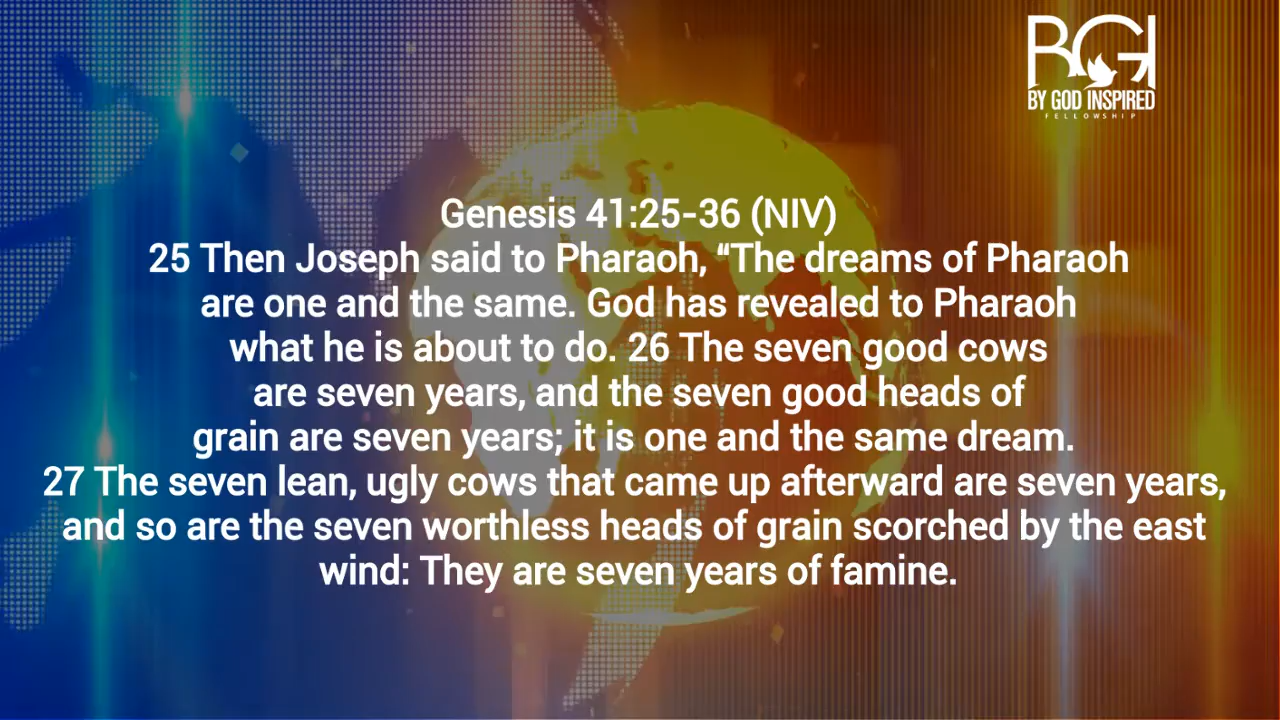 BGI
BY GOD INSPIRED
FELLOWSHIP
Genesis 41:25-36 (NIV)
25 Then Joseph said to Pharaoh, “The dreams of Pharaoh
are one and the same. God has revealed to Pharaoh
what he is about to do. 26 The seven good cows
are seven years, and the seven good heads of
grain are seven years; it is one and the same dream.
27 The seven lean, ugly cows that came up afterward are seven years,
and so are the seven worthless heads of grain scorched by the east
wind: They are seven years of famine.